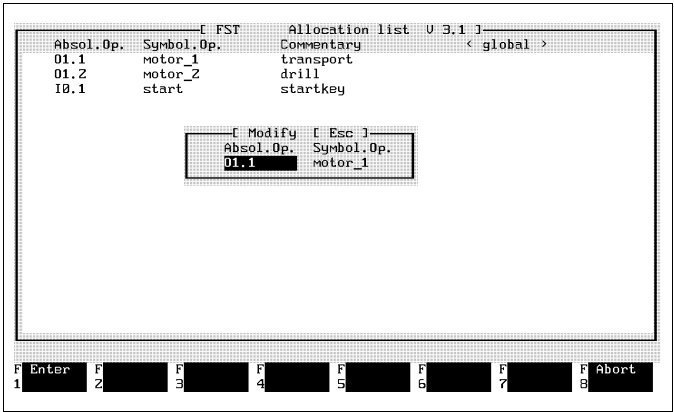 [ FST Allocation list V 3.1 ]
Absol.Op. Symbol.Op. Commentary < global >
O1.1 motor_1 transport
O1.2 motor_2 drill
I0.1 start startkey
[ Modify [ Esc ]
Absol.Op. Symbol.Op.
O1.1 motor_1
F1 Enter F2 F3 F4 F5 F6 F7 F8 Abort